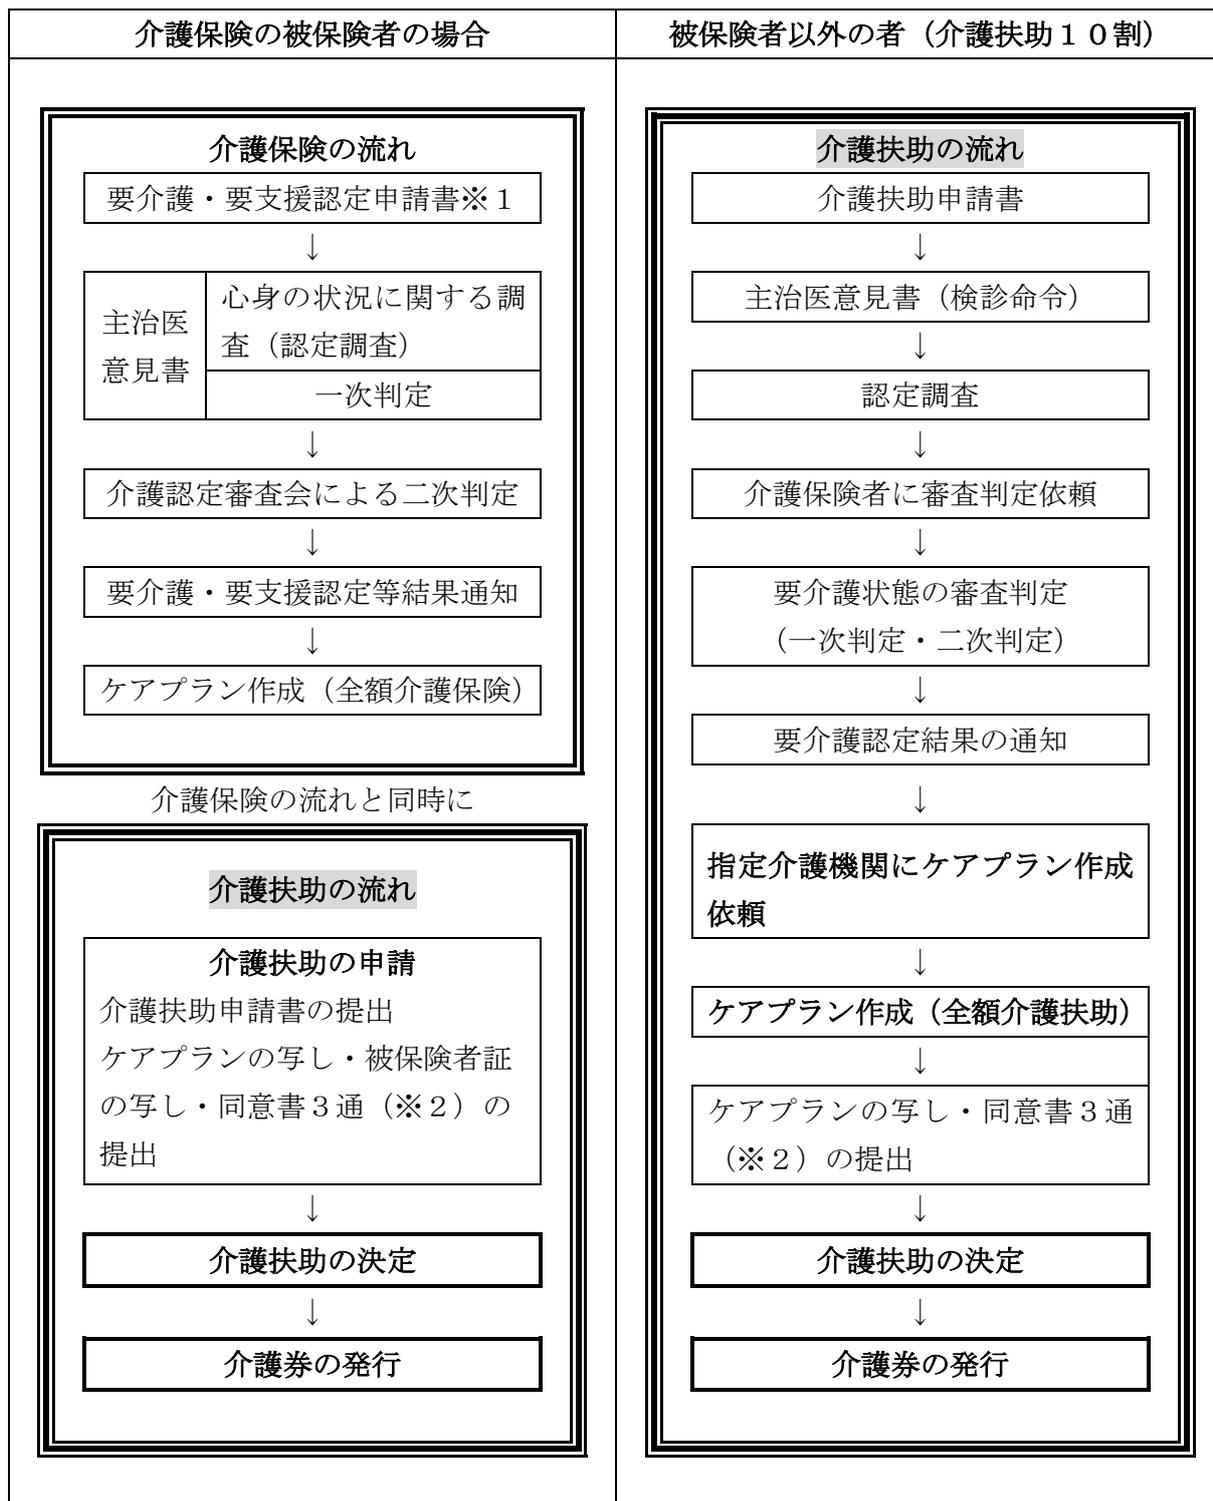 介護保険の被保険者の場合
介護保険の流れ
要介護・要支援認定申請書※１
↓
主治医
意見書
心身の状況に関する調
査（認定調査）
一次判定
↓
介護認定審査会による二次判定
↓
要介護・要支援認定等結果通知
↓
ケアプラン作成（全額介護保険）
介護保険の流れと同時に
介護扶助の流れ
介護扶助の申請
介護扶助申請書の提出
ケアプランの写し・被保険者証
の写し・同意書３通（※２）の
提出
↓
介護扶助の決定
↓
介護券の発行
被保険者以外の者（介護扶助１０割）
介護扶助の流れ
介護扶助申請書
↓
主治医意見書（検診命令）
↓
認定調査
↓
介護保険者に審査判定依頼
↓
要介護状態の審査判定
（一次判定・二次判定）
↓
要介護認定結果の通知
↓
指定介護機関にケアプラン作成
依頼
↓
ケアプラン作成（全額介護扶助）
↓
ケアプランの写し・同意書３通
（※２）の提出
↓
介護扶助の決定
↓
介護券の発行